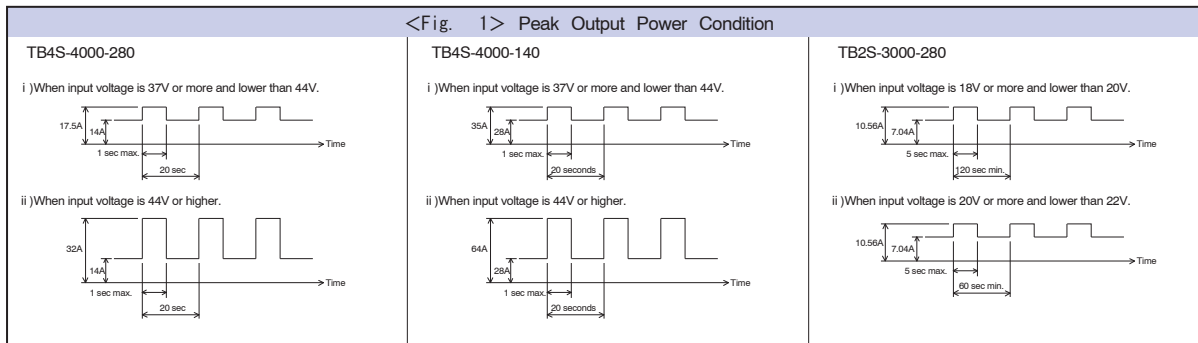 <Fig. 1> Peak Output Power Condition
TB4S-4000-280
i )When input voltage is 37V or more and lower than 44V.
17.5A
14A
Time
1 sec max.
20 sec
ii )When input voltage is 44V or higher.
32A
14A
Time
1 sec max.
20 sec
TB4S-4000-140
i )When input voltage is 37V or more and lower than 44V.
35A
28A
Time
1 sec max.
20 seconds
ii )When input voltage is 44V or higher.
64A
28A
Time
1 sec max.
20 seconds
TB2S-3000-280
i )When input voltage is 18V or more and lower than 20V.
10.56A
7.04A
Time
5 sec max.
120 sec min.
ii )When input voltage is 20V or more and lower than 22V.
10.56A
7.04A
Time
5 sec max.
60 sec min.